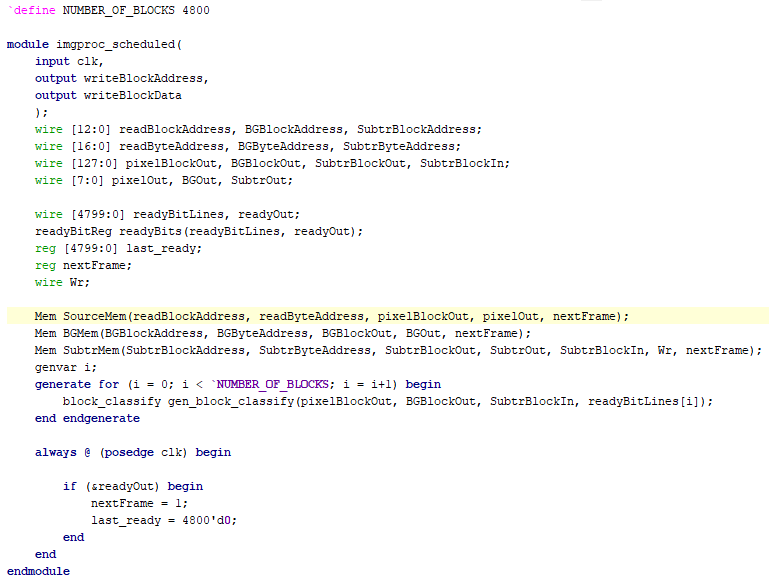 `define NUMBER_OF_BLOCKS 4800
module imgproc_scheduled(
input clk,
output writeBlockAddress,
output writeBlockData
);
wire [12:0] readBlockAddress, BGBlockAddress, SubtrBlockAddress;
wire [16:0] readByteAddress, BGByteAddress, SubtrByteAddress;
wire [127:0] pixelBlockOut, BGBlockOut, SubtrBlockOut, SubtrBlockIn;
wire [7:0] pixelOut, BGOut, SubtrOut;
wire [4799:0] readyBitLines, readyOut;
readyBitReg readyBits(readyBitLines, readyOut);
reg [4799:0] last_ready;
reg nextFrame;
wire Wr;
Mem SourceMem(readBlockAddress, readByteAddress, pixelBlockOut, pixelOut, nextFrame);
Mem BGMem(BGBlockAddress, BGByteAddress, BGBlockOut, BGOut, nextFrame);
Mem SubtrMem(SubtrBlockAddress, SubtrByteAddress, SubtrBlockOut, SubtrOut, SubtrBlockIn, Wr, nextFrame);
genvar i;
generate for (i = 0; i < `NUMBER_OF_BLOCKS; i = i+1) begin
block_classify gen_block_classify(pixelBlockOut, BGBlockOut, SubtrBlockIn, readyBitLines[i]);
end endgenerate
always @ (posedge clk) begin
if (&readyOut) begin
nextFrame = 1;
last_ready = 4800'd0;
end
end
endmodule